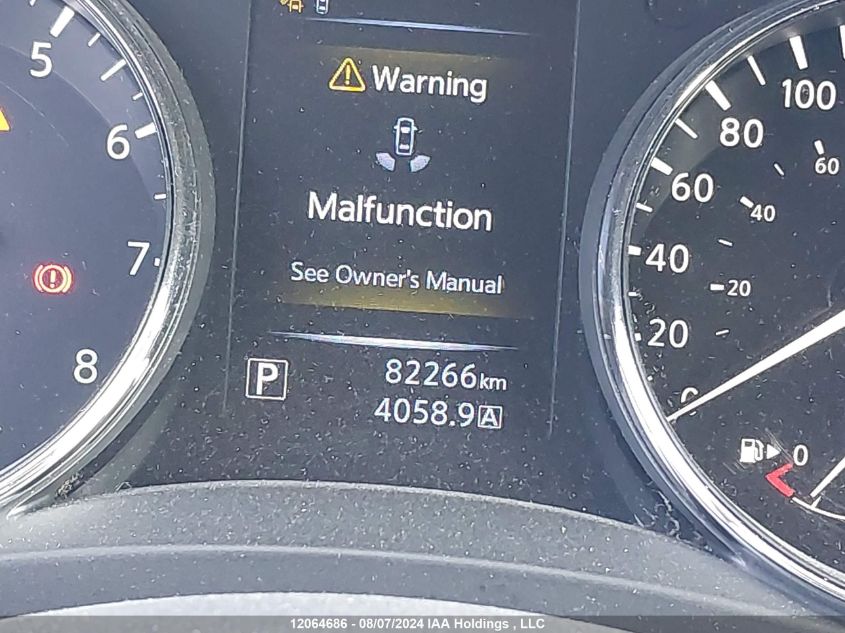 5
6
7
8
Warning
Malfunction
See Owner's Manual
P
82266km
4058.9A
100
80
60
40
20
0
60
40
20
0
12064686 - 08/07/2024 IAA Holdings , LLC